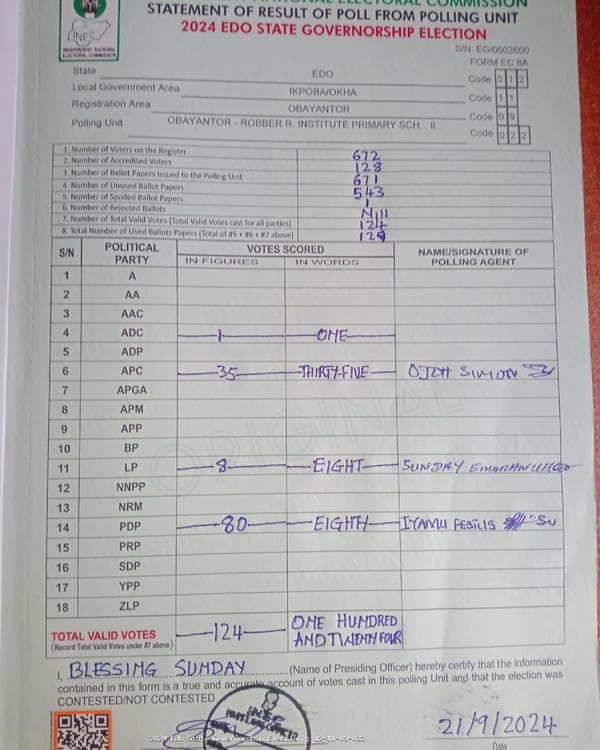 STATEMENT OF RESULT OF POLL FROM POLLING UNIT
2024 EDO STATE GOVERNORSHIP ELECTION
INEC
INDEPENDENT NATIONAL ELECTORAL COMMISSION
S/N: EG/0002600
FORM EC 8A
State EDO Code 0 1 2
Local Government Area IKPOBA/OKHA Code 1 1
Registration Area OBAYANTOR Code 0 9
Polling Unit OBAYANTOR - ROBBER R. INSTITUTE PRIMARY SCH. II Code 0 2 2
1. Number of Voters on the Register 672
2. Number of Accredited Voters 128
3. Number of Ballot Papers Issued to the Polling Unit 671
4. Number of Unused Ballot Papers 543
5. Number of Spoiled Ballot Papers 1
6. Number of Rejected Ballots Nill
7. Number of Total Valid Votes (Total Valid Votes cast for all parties) 124
8. Total Number of Used Ballots Papers (Total of #5 + #6 + #7 above)
S/N POLITICAL PARTY VOTES SCORED NAME/SIGNATURE OF POLLING AGENT
IN FIGURES IN WORDS
1 A
2 AA
3 AAC
4 ADC 1 ONE
5 ADP
6 APC 35 THIRTY-FIVE OJOH SIMON
7 APGA
8 APM
9 APP
10 BP
11 LP 8 EIGHT SUNDAY
12 NNPP
13 NRM
14 PDP 80 EIGHTH
15 PRP
16 SDP
17 YPP
18 ZLP
TOTAL VALID VOTES 124 ONE HUNDRED
(Record Total Valid Votes under #7 above) AND TWENTY FOUR
I, BLESSING SUNDAY (Name of Presiding Officer) hereby certify that the information
contained in this form is a true and accurate account of votes cast in this polling Unit and that the election was
CONTESTED/NOT CONTESTED
ORIGINAL
2024 Edo State Governorship Election - 12-11-09-022
21/9/2024
Date